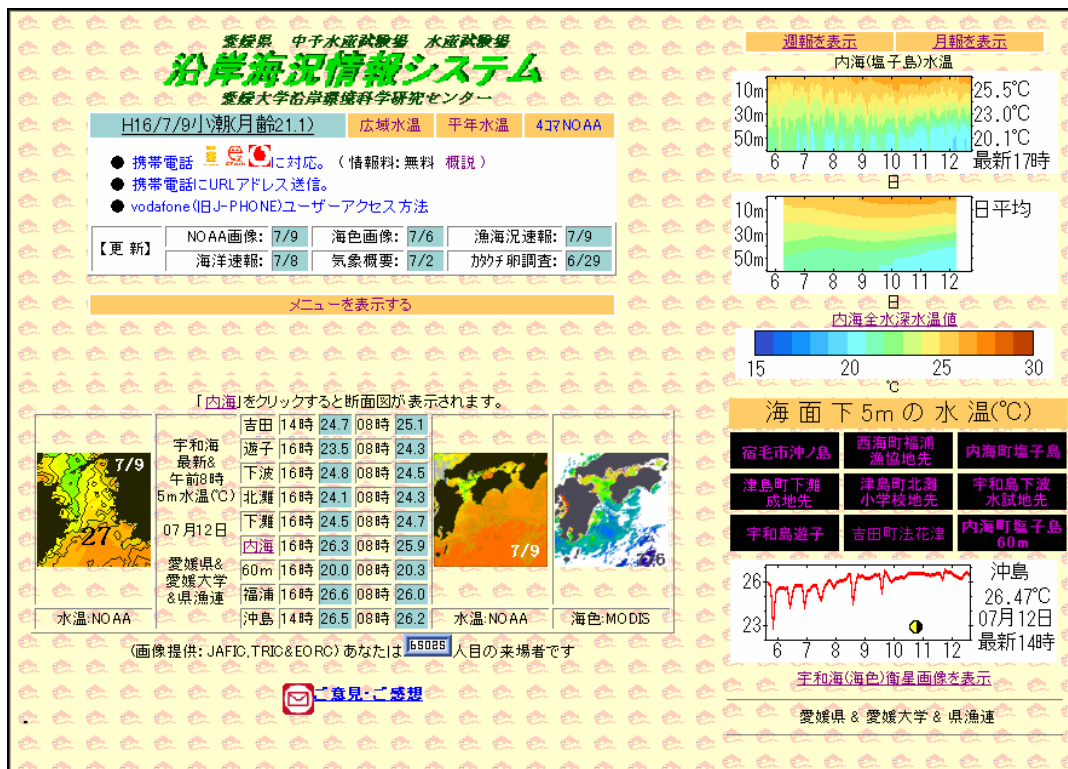 愛媛県 中予水産試験場 水産試験場
沿岸海況情報システム
愛媛大学沿岸環境科学研究センター
H16/7/9小潮(月齢21.1)
広域水温
平年水温
4コマNOAA
● 携帯電話 に対応。(情報料:無料 概説)
● 携帯電話にURLアドレス送信。
● vodafone(旧J-PHONE)ユーザーアクセス方法
【更新】
NOAA画像: 7/9 海色画像: 7/6 漁海況速報: 7/9
海洋速報: 7/8 気象概要: 7/2 カタクチ卵調査: 6/29
メニューを表示する
「内海」をクリックすると断面図が表示されます。
7/9
27
水温:NOAA
宇和海
最新&
午前8時
5m水温(℃)
07月12日
愛媛県&
愛媛大学
&県漁連
吉田 14時 24.7 08時 25.1
遊子 16時 23.5 08時 24.3
下波 16時 24.8 08時 24.5
北灘 16時 24.1 08時 24.3
下灘 16時 24.5 08時 24.7
内海 16時 26.3 08時 25.9
60m 16時 20.0 08時 20.3
福浦 14時 26.6 08時 26.0
沖島 14時 26.5 08時 26.2
7/9
水温:NOAA
7/6
海色:MODIS
(画像提供: JAFIC,TRIC&EORC) あなたは 65025 人目の来場者です
ご意見・ご感想
週報を表示
月報を表示
内海(塩子島)水温
10m 25.5℃
30m 23.0℃
50m 20.1℃
6 7 8 9 10 11 12 最新17時
日
10m 日平均
30m
50m
6 7 8 9 10 11 12
日
内海全水深水温値
15 20 25 30
℃
海面下5mの水温(℃)
宿毛市沖ノ島
西海町福浦
漁協地先
内海町塩子島
津島町下灘
成地先
津島町北灘
小学校地先
宇和島下波
水試地先
宇和島遊子
吉田町法花津
内海町塩子島
60m
26
23
6 7 8 9 10 11 12
沖島
26.47℃
07月12日
最新14時
宇和海(海色)衛星画像を表示
愛媛県 & 愛媛大学 & 県漁連